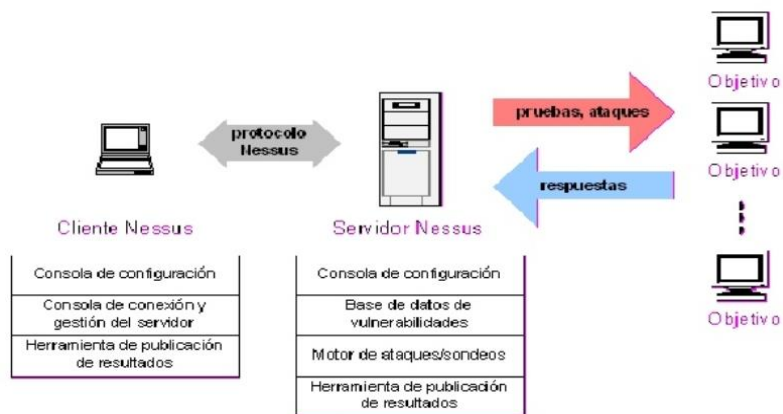 Objetivo
protocolo
Nessus
pruebas, ataques
Objetivo
respuestas
Cliente Nessus
Servidor Nessus
Consola de configuración
Consola de conexión y
gestión del servidor
Herramienta de publicación
de resultados
Consola de configuración
Base de datos de
vulnerabilidades
Motor de ataques/sondeos
Herramienta de publicación
de resultados
Objetivo